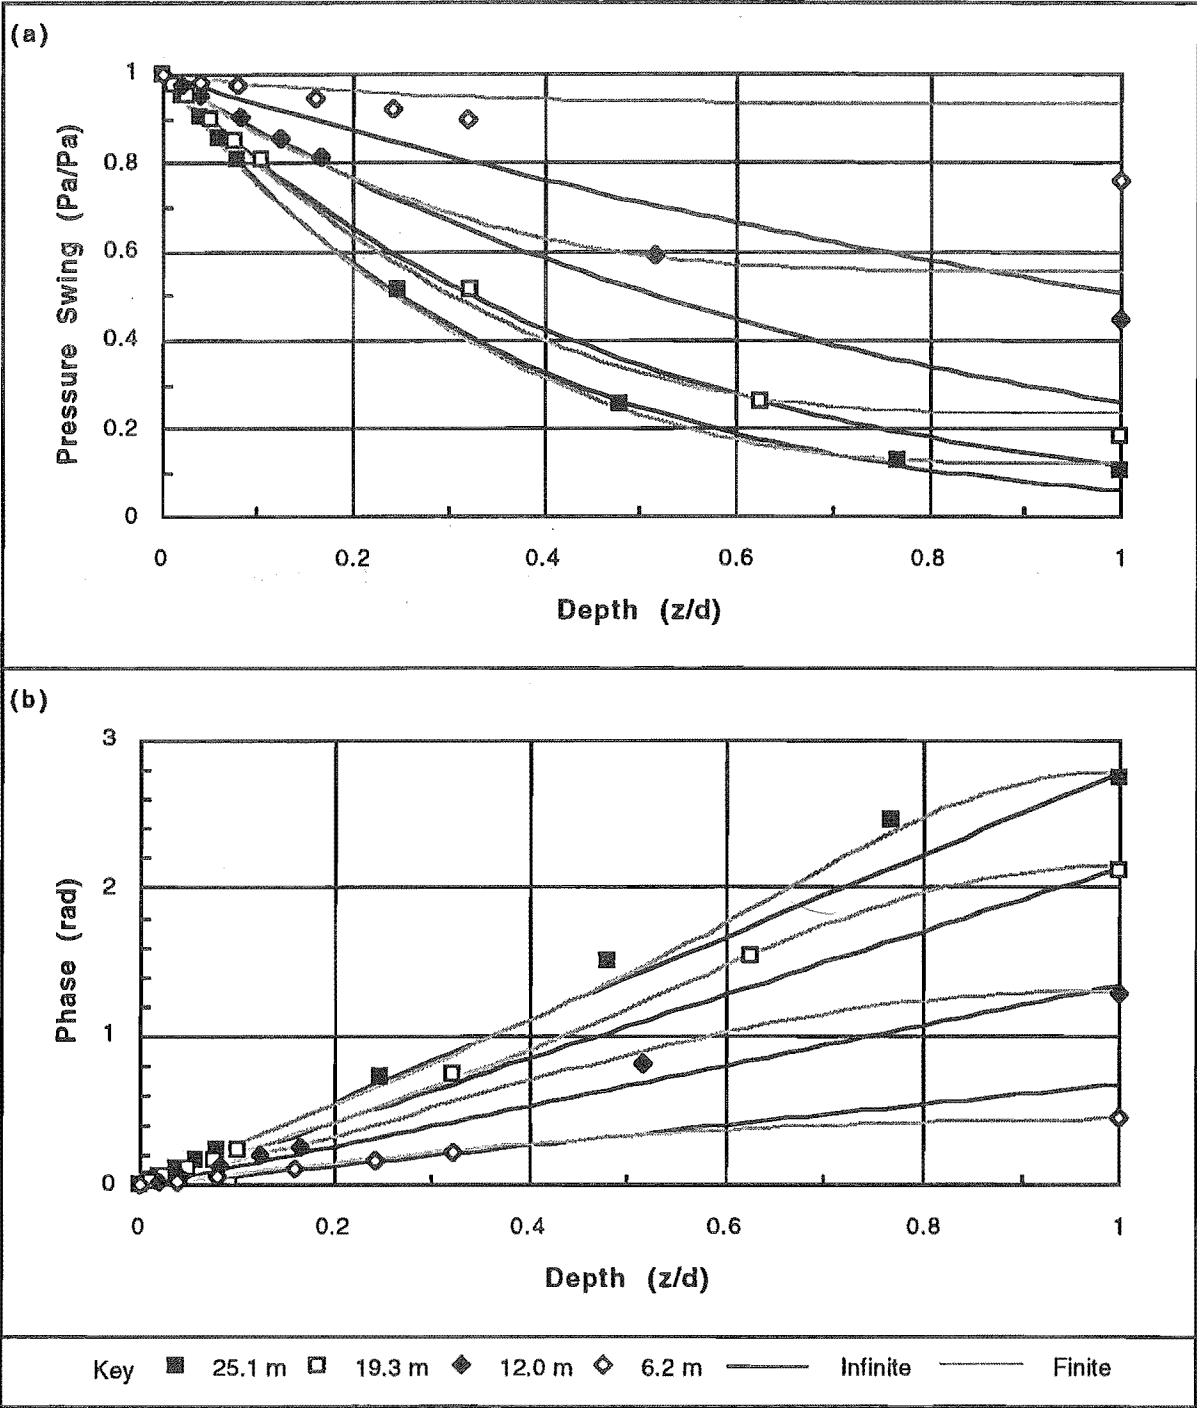 (a)
1
0.8
0.6
0.4
0.2
0
Pressure Swing (Pa/Pa)
0 0.2 0.4 0.6 0.8 1
Depth (z/d)
(b)
3
2
1
0
Phase (rad)
0 0.2 0.4 0.6 0.8 1
Depth (z/d)
Key 25.1 m 19.3 m 12.0 m 6.2 m Infinite Finite